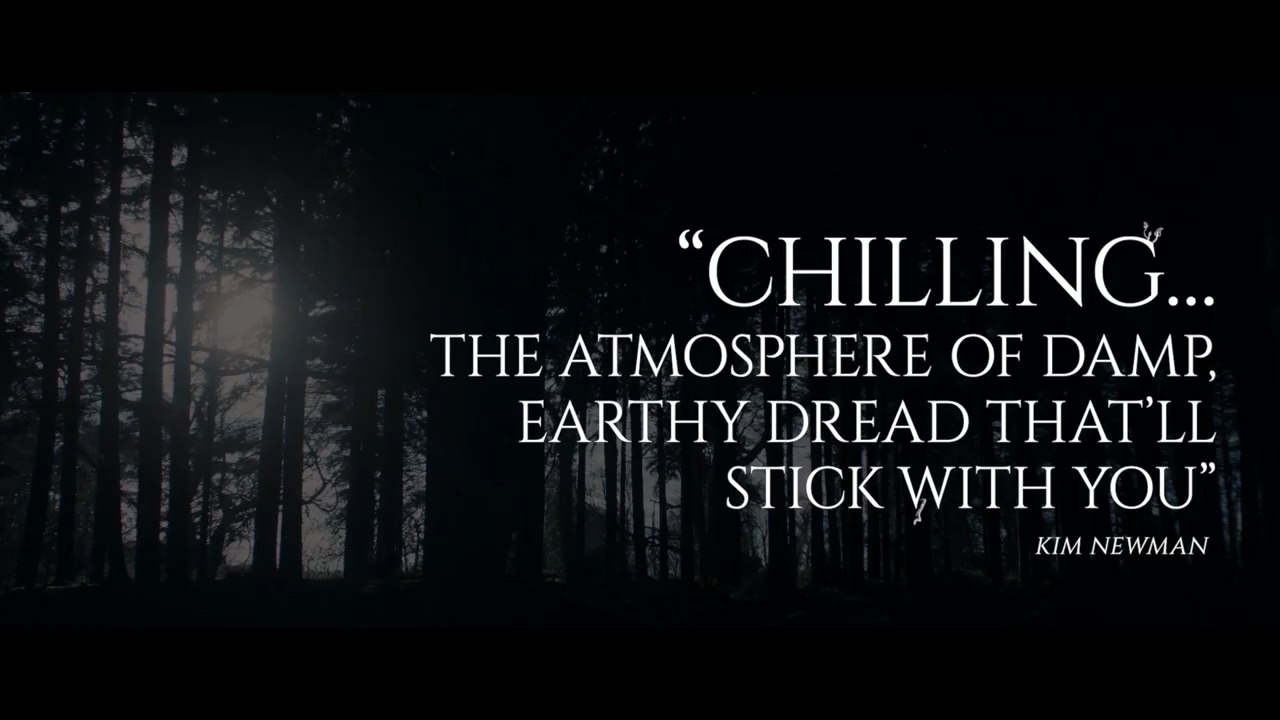 “CHILLING...
THE ATMOSPHERE OF DAMP,
EARTHY DREAD THAT’LL
STICK WITH YOU”
KIM NEWMAN